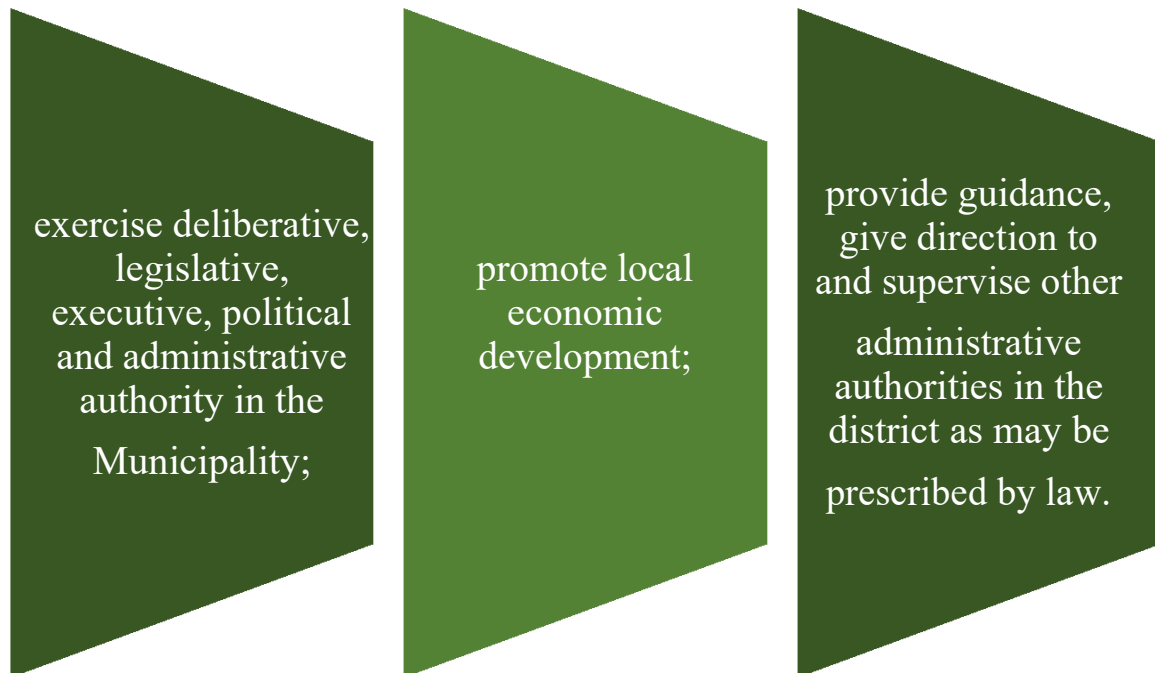 exercise deliberative,
legislative,
executive, political
and administrative
authority in the
Municipality;
promote local
economic
development;
provide guidance,
give direction to
and supervise other
administrative
authorities in the
district as may be
prescribed by law.